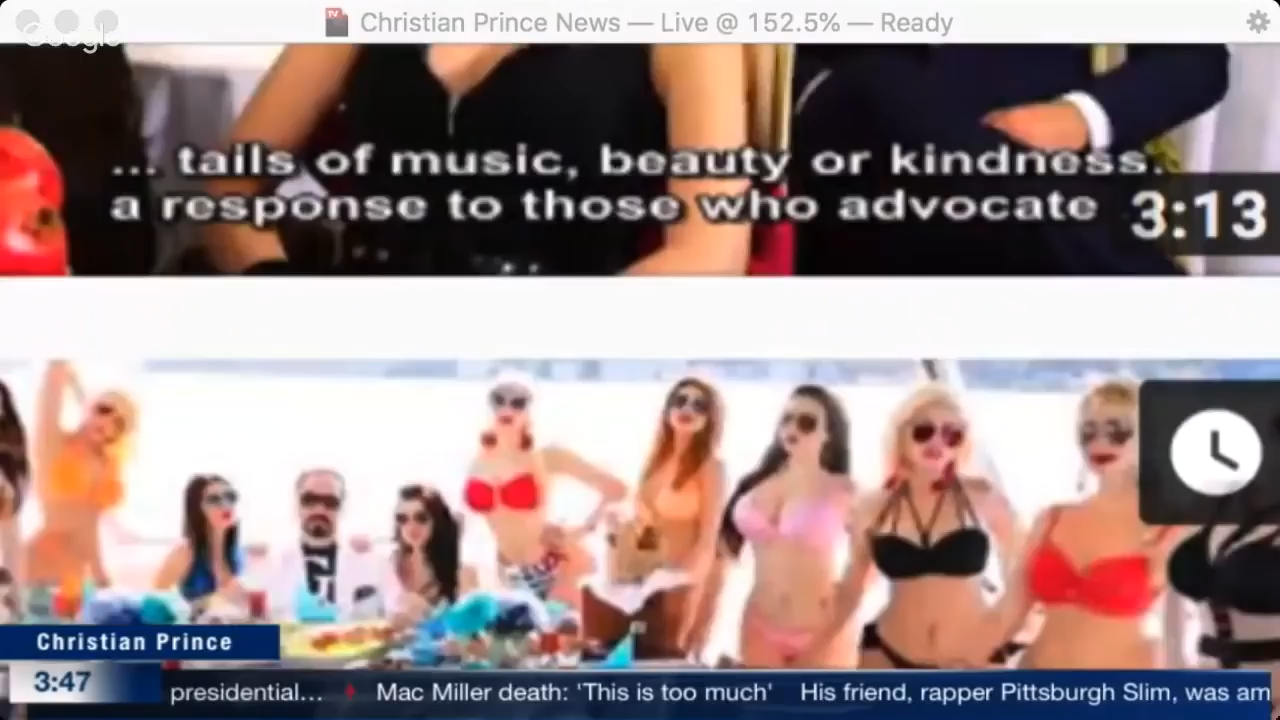 Christian Prince News — Live @ 152.5% — Ready
Google
... tails of music, beauty or kindness.
a response to those who advocate
3:13
Christian Prince
3:47
presidential... Mac Miller death: 'This is too much' His friend, rapper Pittsburgh Slim, was am